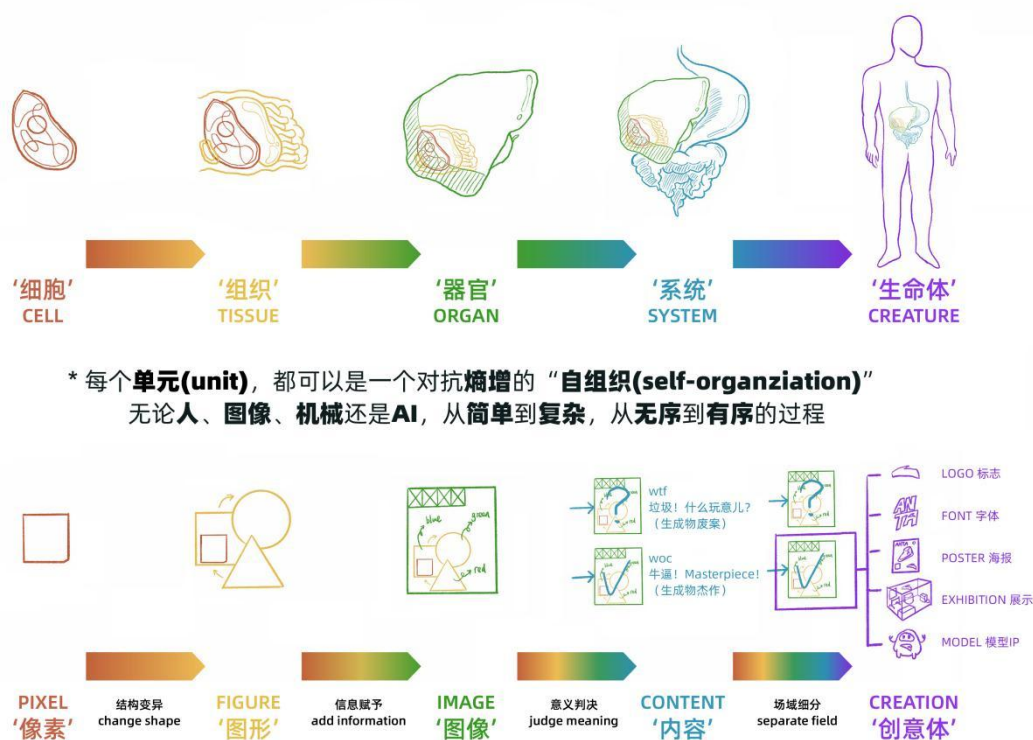 ‘细胞’
CELL
‘组织’
TISSUE
‘器官’
ORGAN
‘系统’
SYSTEM
‘生命体’
CREATURE
* 每个单元(unit)，都可以是一个对抗熵增的“自组织(self-organziation)”
无论人、图像、机械还是AI，从简单到复杂，从无序到有序的过程
blue
green
red
wtf
垃圾！什么玩意儿？
（生成物废案）
woc
牛逼！Masterpiece！
（生成物杰作）
LOGO 标志
FONT 字体
POSTER 海报
EXHIBITION 展示
MODEL 模型IP
PIXEL
‘像素’
结构变异
change shape
FIGURE
‘图形’
信息赋予
add information
IMAGE
‘图像’
意义判决
judge meaning
CONTENT
‘内容’
场域细分
separate field
CREATION
‘创意体’